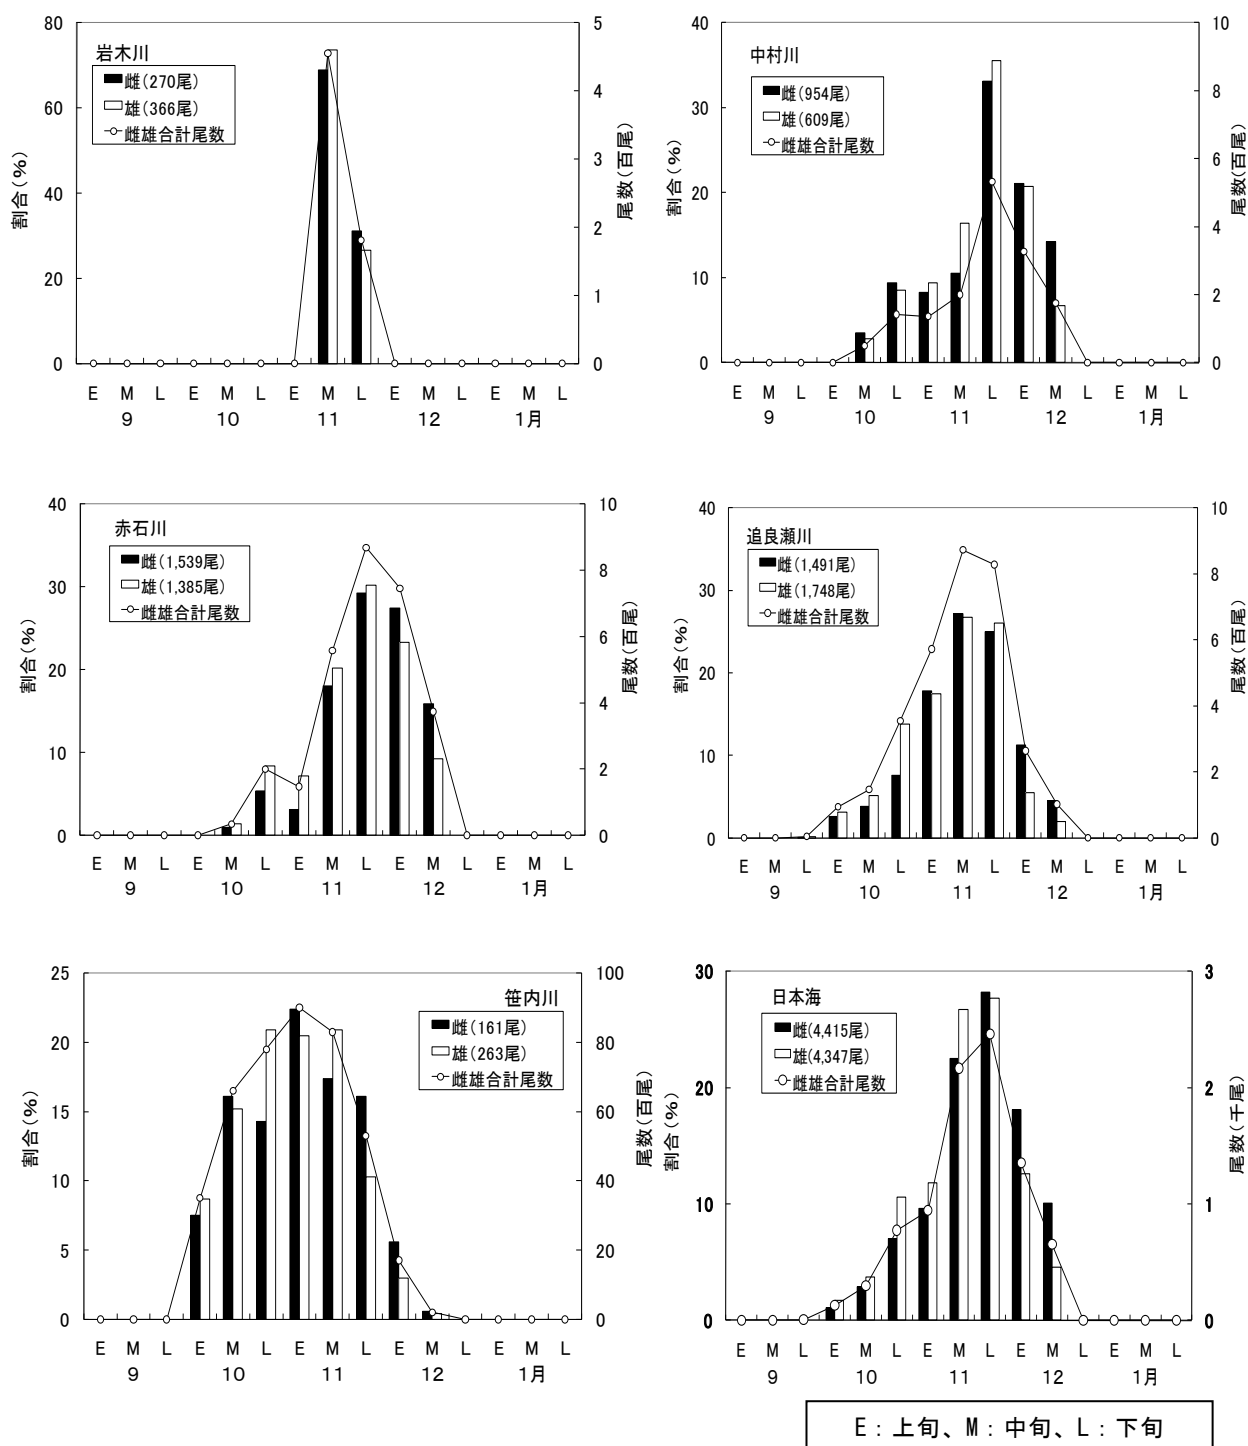 岩木川
雌(270尾)
雄(366尾)
雌雄合計尾数
割合(%)
尾数(百尾)
80
60
40
20
0
5
4
3
2
1
0
E M L E M L E M L E M L E M L
9 10 11 12 1月
中村川
雌(954尾)
雄(609尾)
雌雄合計尾数
割合(%)
尾数(百尾)
40
30
20
10
0
10
8
6
4
2
0
E M L E M L E M L E M L E M L
9 10 11 12 1月
赤石川
雌(1,539尾)
雄(1,385尾)
雌雄合計尾数
割合(%)
尾数(百尾)
40
30
20
10
0
10
8
6
4
2
0
E M L E M L E M L E M L E M L
9 10 11 12 1月
追良瀬川
雌(1,491尾)
雄(1,748尾)
雌雄合計尾数
割合(%)
尾数(百尾)
40
30
20
10
0
10
8
6
4
2
0
E M L E M L E M L E M L E M L
9 10 11 12 1月
笹内川
雌(161尾)
雄(263尾)
雌雄合計尾数
割合(%)
尾数(百尾)
25
20
15
10
5
0
100
80
60
40
20
0
E M L E M L E M L E M L E M L
9 10 11 12 1月
日本海
雌(4,415尾)
雄(4,347尾)
雌雄合計尾数
割合(%)
尾数(千尾)
30
20
10
0
3
2
1
0
E M L E M L E M L E M L E M L
9 10 11 12 1月
E：上旬、M：中旬、L：下旬